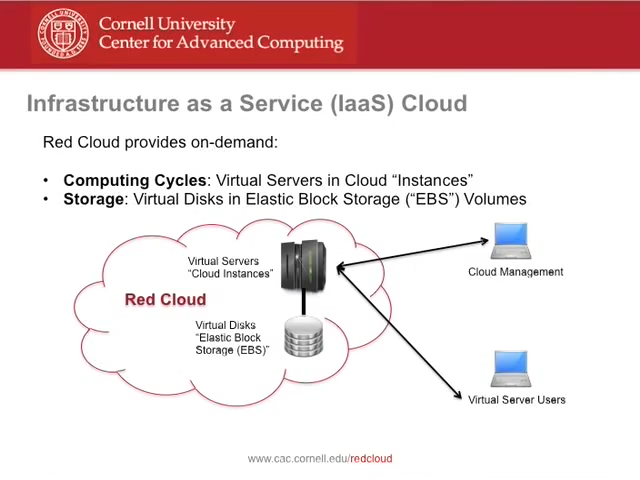 Cornell University
Center for Advanced Computing
Infrastructure as a Service (IaaS) Cloud
Red Cloud provides on-demand:
• Computing Cycles: Virtual Servers in Cloud “Instances”
• Storage: Virtual Disks in Elastic Block Storage (“EBS”) Volumes
Virtual Servers
“Cloud Instances”
Red Cloud
Virtual Disks
“Elastic Block
Storage (EBS)”
Cloud Management
Virtual Server Users
www.cac.cornell.edu/redcloud